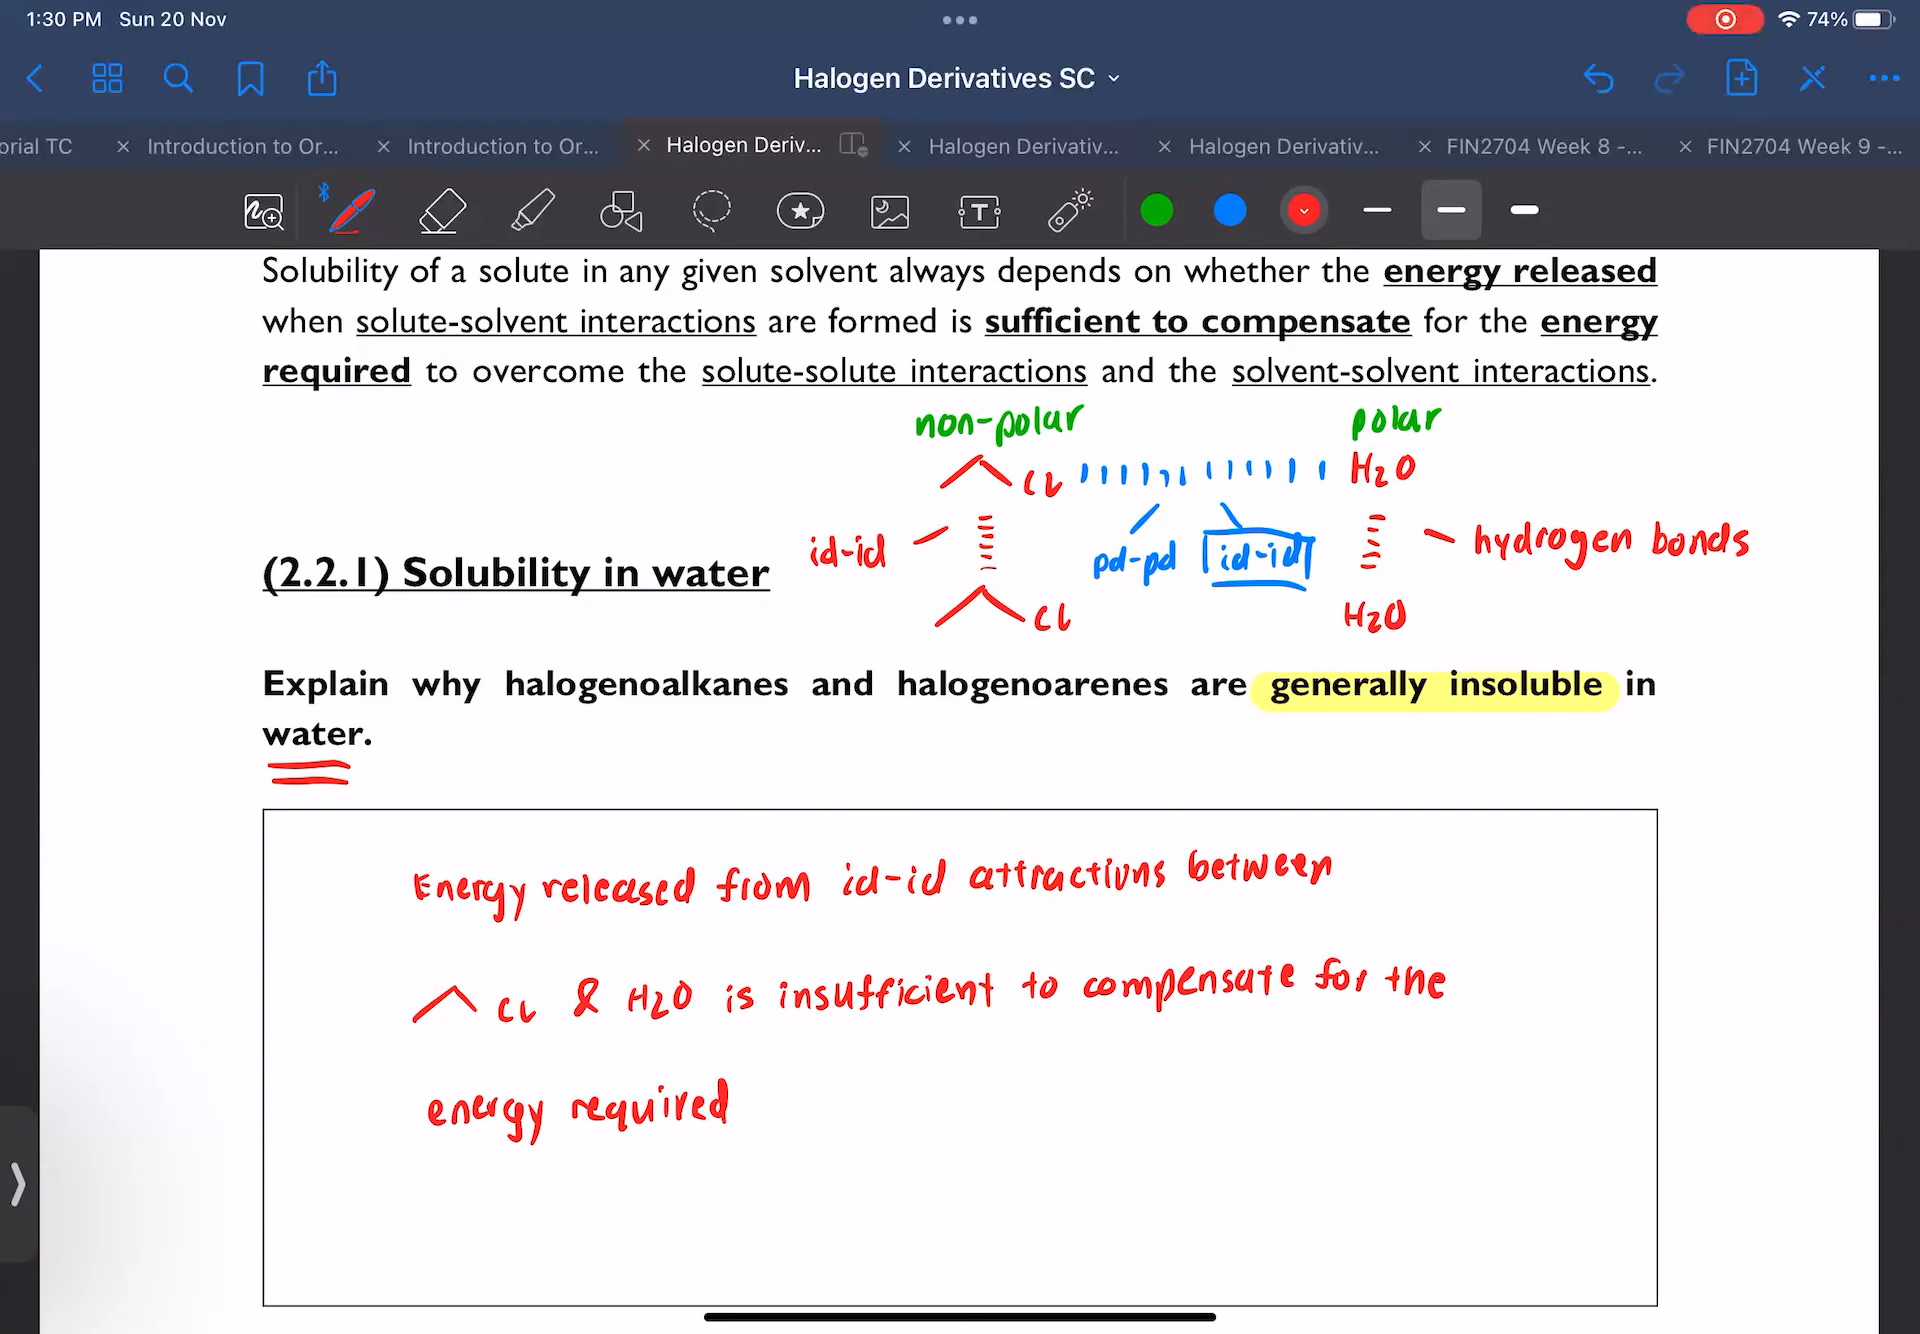 1:30 PM Sun 20 Nov
74%
Halogen Derivatives SC
orial TC
Introduction to Or...
Introduction to Or...
Halogen Deriv...
Halogen Derivativ...
Halogen Derivativ...
FIN2704 Week 8 -...
FIN2704 Week 9 -...
Solubility of a solute in any given solvent always depends on whether the energy released
when solute-solvent interactions are formed is sufficient to compensate for the energy
required to overcome the solute-solute interactions and the solvent-solvent interactions.
non-polar polar
Cl H2O
id-id pd-pd id-id hydrogen bonds
(2.2.1) Solubility in water
Cl H2O
Explain why halogenoalkanes and halogenoarenes are generally insoluble in
water.
Energy released from id-id attractions between
Cl & H2O is insufficient to compensate for the
energy required